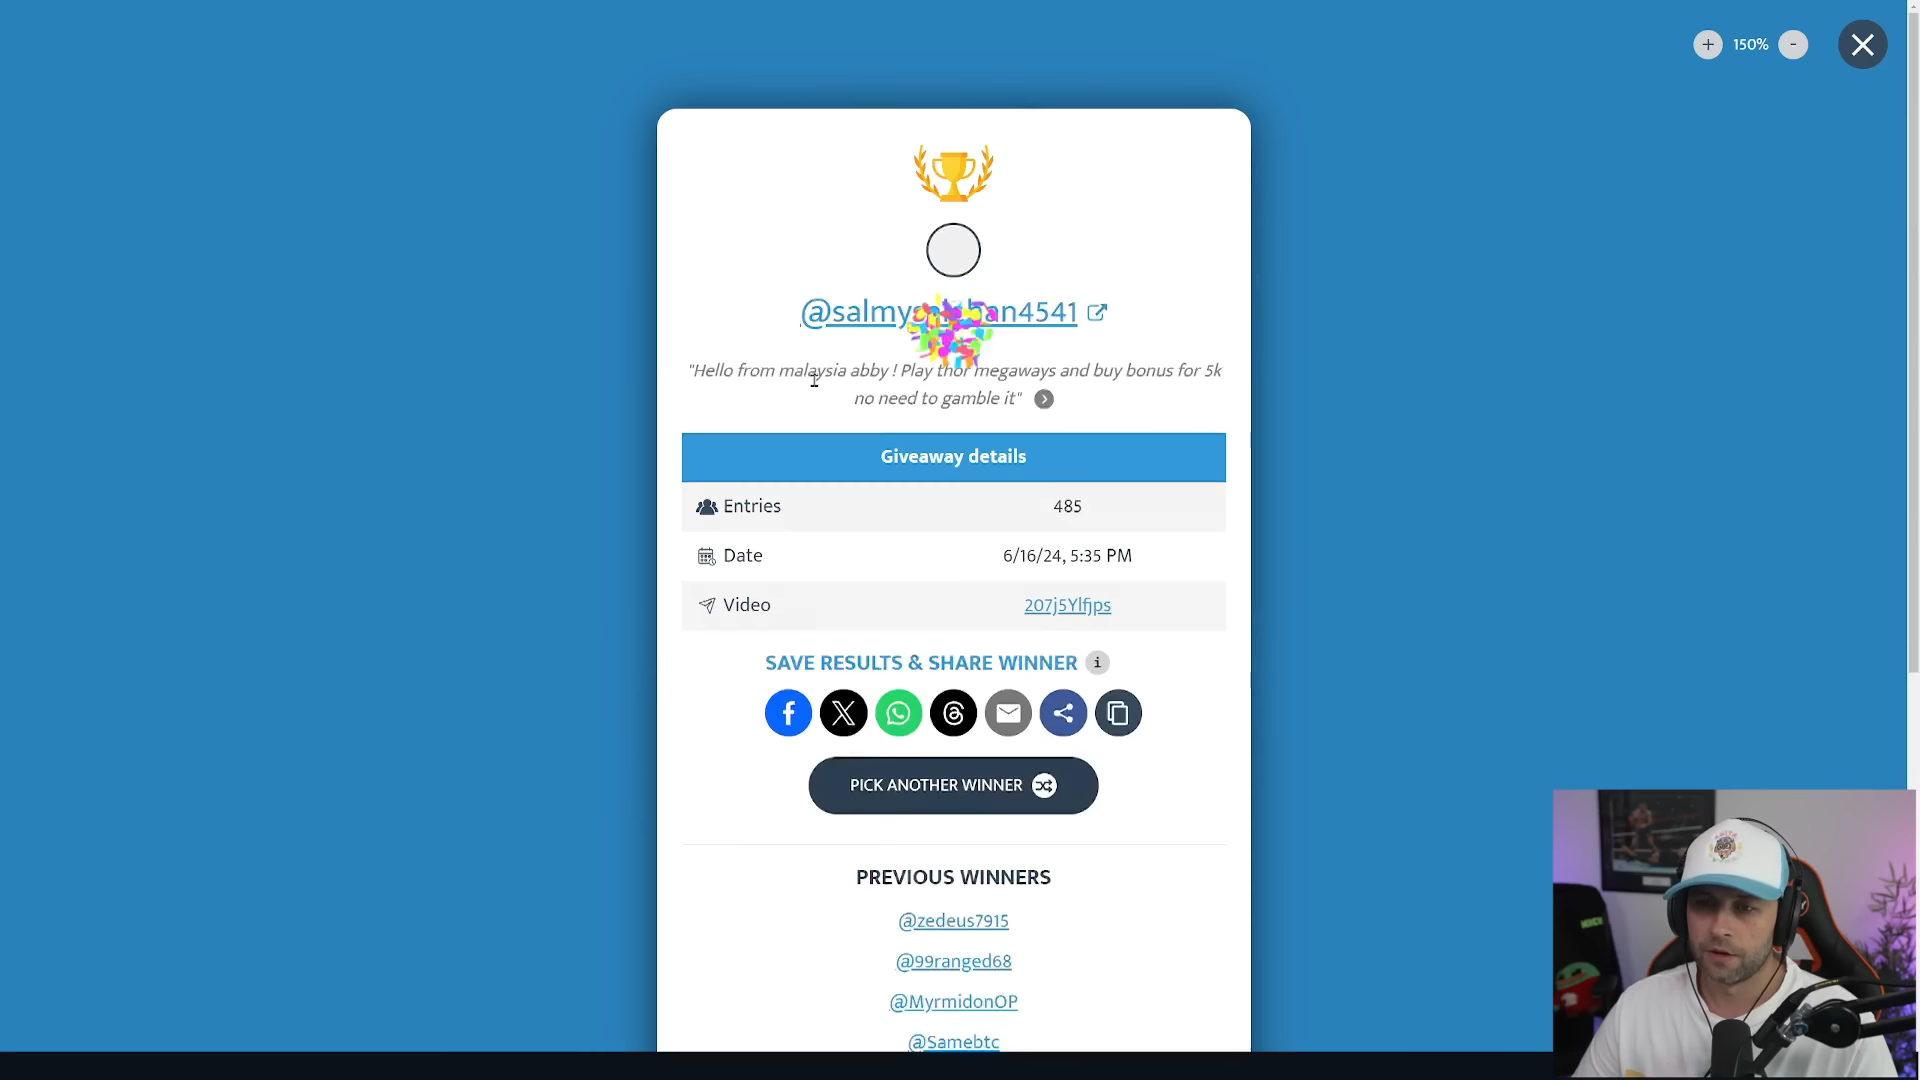 + 150% -
"Hello from malaysia abby ! Play thor megaways and buy bonus for 5k
no need to gamble it"
Giveaway details
Entries 485
Date 6/16/24, 5:35 PM
Video 207j5Ylfjps
SAVE RESULTS & SHARE WINNER i
PICK ANOTHER WINNER
PREVIOUS WINNERS
@zedeus7915
@99ranged68
@MyrmidonOP
@Samebtc